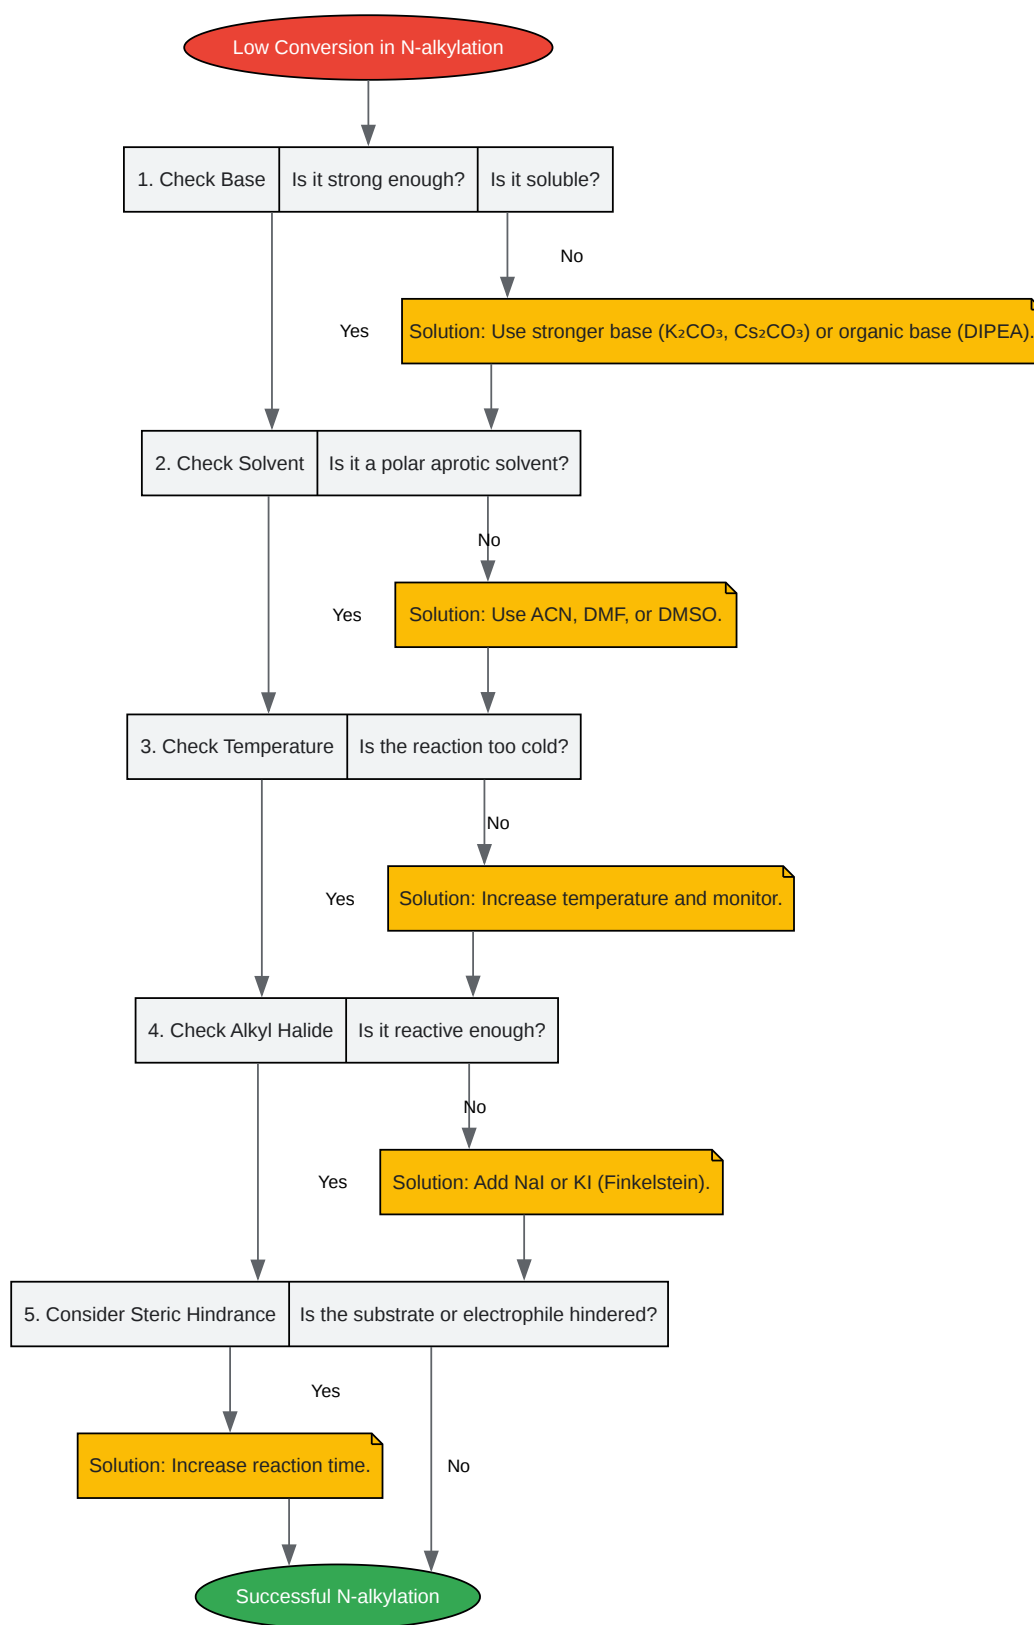 Low Conversion in N-alkylation
1. Check Base
Is it strong enough?
Is it soluble?
No
Yes
Solution: Use stronger base (K₂CO₃, Cs₂CO₃) or organic base (DIPEA).
2. Check Solvent
Is it a polar aprotic solvent?
No
Yes
Solution: Use ACN, DMF, or DMSO.
3. Check Temperature
Is the reaction too cold?
No
Yes
Solution: Increase temperature and monitor.
4. Check Alkyl Halide
Is it reactive enough?
No
Yes
Solution: Add NaI or KI (Finkelstein).
5. Consider Steric Hindrance
Is the substrate or electrophile hindered?
Yes
Solution: Increase reaction time.
No
Successful N-alkylation